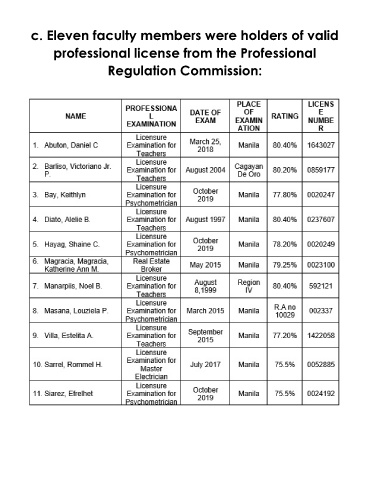 c. Eleven faculty members were holders of valid
professional license from the Professional
Regulation Commission:
NAME PROFESSIONAL EXAMINATION DATE OF EXAM PLACE OF EXAMINATION RATING LICENSE NUMBER
1. Abuton, Daniel C Licensure Examination for Teachers March 25, 2018 Manila 80.40% 1643027
2. Barliso, Victoriano Jr. P. Licensure Examination for Teachers August 2004 Cagayan De Oro 80.20% 0859177
3. Bay, Keithlyn Licensure Examination for Psychometrician October 2019 Manila 77.80% 0020247
4. Diato, Alelie B. Licensure Examination for Teachers August 1997 Manila 80.40% 0237607
5. Hayag, Shaine C. Licensure Examination for Psychometrician October 2019 Manila 78.20% 0020249
6. Magracia, Magracia, Katherine Ann M. Real Estate Broker May 2015 Manila 79.25% 0023100
7. Manarpiis, Noel B. Licensure Examination for Teachers August 8,1999 Region IV 80.40% 592121
8. Masana, Louziela P. Licensure Examination for Psychometrician March 2015 Manila R.A no 10029 002337
9. Villa, Estelita A. Licensure Examination for Teachers September 2015 Manila 77.20% 1422058
10. Sarrel, Rommel H. Licensure Examination for Master Electrician July 2017 Manila 75.5% 0052885
11. Siarez, Efrelhet Licensure Examination for Psychometrician October 2019 Manila 75.5% 0024192